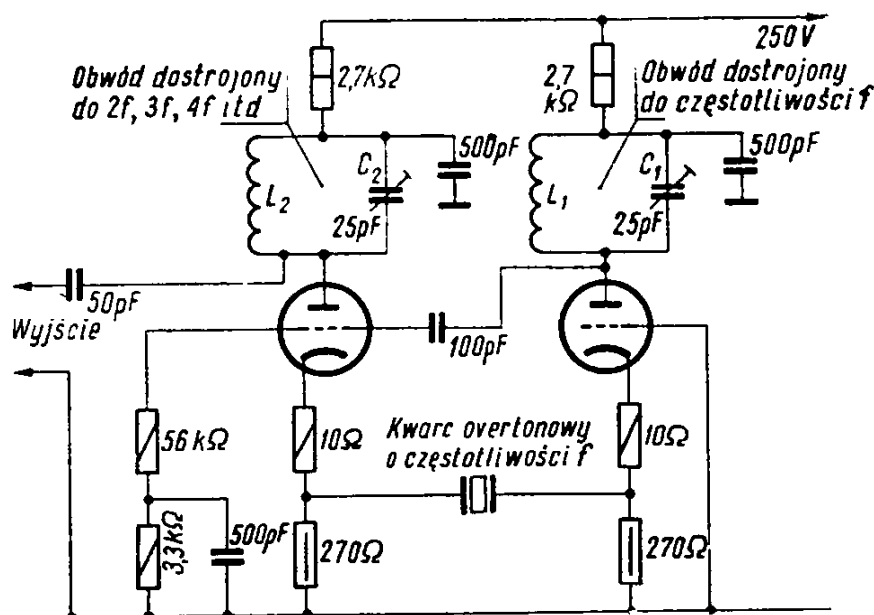 250V
Obwód dostrojony
do 2f, 3f, 4f itd
2,7kΩ
2,7
kΩ
Obwód dostrojony
do częstotliwości f
500pF
500pF
C2
L2
25pF
C1
L1
25pF
50pF
Wyjście
100pF
56kΩ
10Ω
Kwarc overtonowy
o częstotliwości f
10Ω
3,3kΩ
500pF
270Ω
270Ω